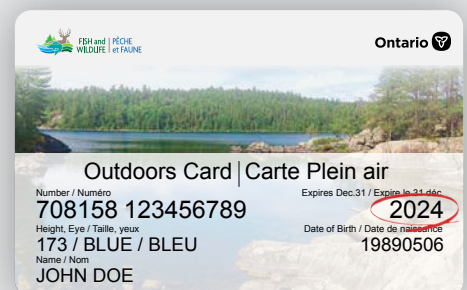 FISH and WILDLIFE | PÊCHE et FAUNE
Ontario
Outdoors Card | Carte Plein air
Number / Numéro
Expires Dec.31 / Expire le 31 déc
708158 123456789
2024
Height, Eye / Taille, yeux
Date of Birth / Date de naissance
173 / BLUE / BLEU
19890506
Name / Nom
JOHN DOE